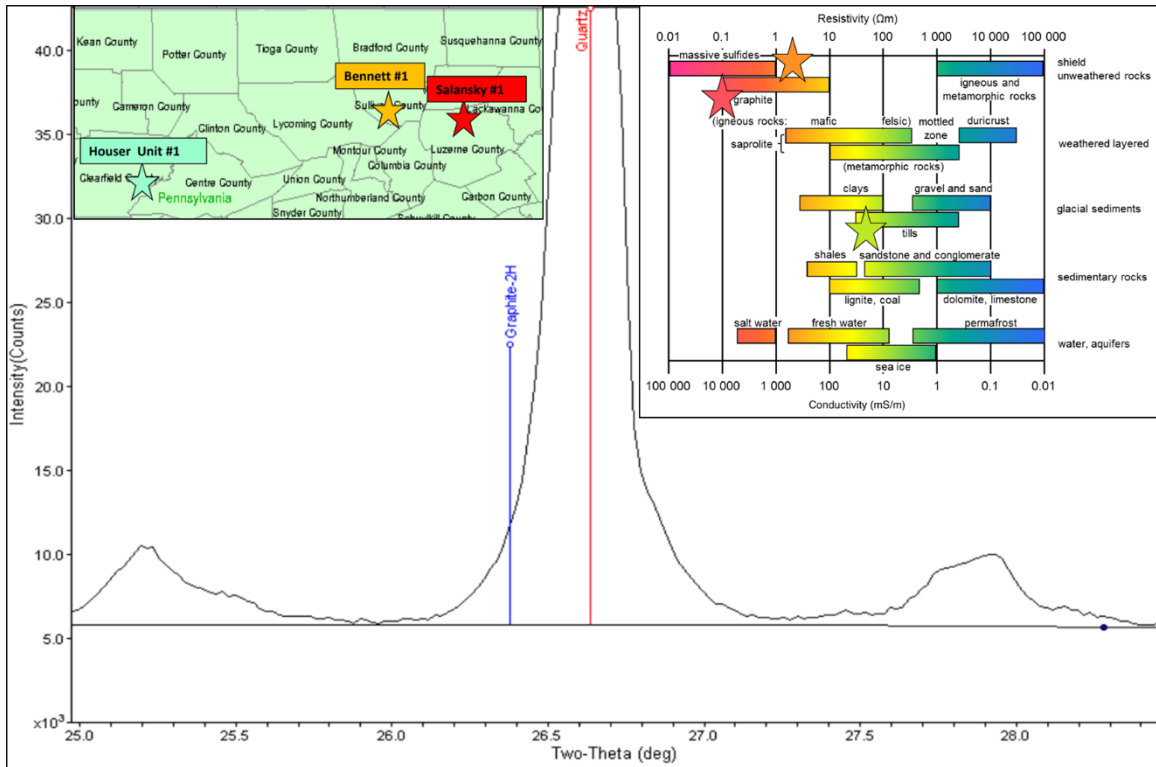 40.0
35.0
30.0
25.0
20.0
15.0
10.0
5.0
×10³
Intensity(Counts)
Kean County
Potter County
Tioga County
Bradford County
Susquehanna County
Bennett #1
Salansky #1
Cameron County
Sullivan County
Lackawanna Co
ounty
Lycoming County
Clinton County
Luzerne County
Houser Unit #1
Montour County
Columbia County
Clearfield C
Centre County
Union County
Pennsylvania
Northumberland County
Carbon County
Snyder County
Graphite-2H
Quartz
Resistivity (Ωm)
0.01 0.1 1 10 100 1 000 10 000 100 000
massive sulfides
shield
unweathered rocks
igneous and
metamorphic rocks
graphite
(igneous rocks: mafic felsic) mottled
zone
duricrust
saprolite
weathered layered
(metamorphic rocks)
clays gravel and sand
glacial sediments
tills
shales sandstone and conglomerate
sedimentary rocks
lignite, coal dolomite, limestone
salt water fresh water permafrost
water, aquifers
sea ice
100 000 10 000 1 000 100 10 1 0.1 0.01
Conductivity (mS/m)
25.0 25.5 26.0 26.5 27.0 27.5 28.0
Two-Theta (deg)